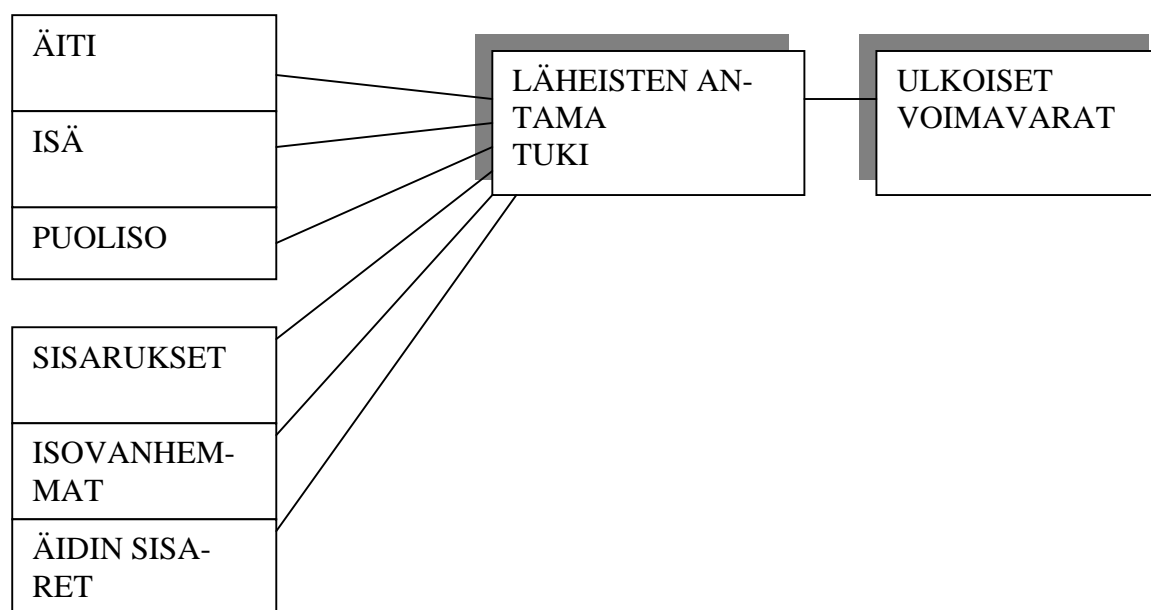 ÄITI
ISÄ
PUOLISO
SISARUKSET
ISOVANHEM-
MAT
ÄIDIN SISA-
RET
LÄHEISTEN AN-
TAMA
TUKI
ULKOISET
VOIMAVARAT